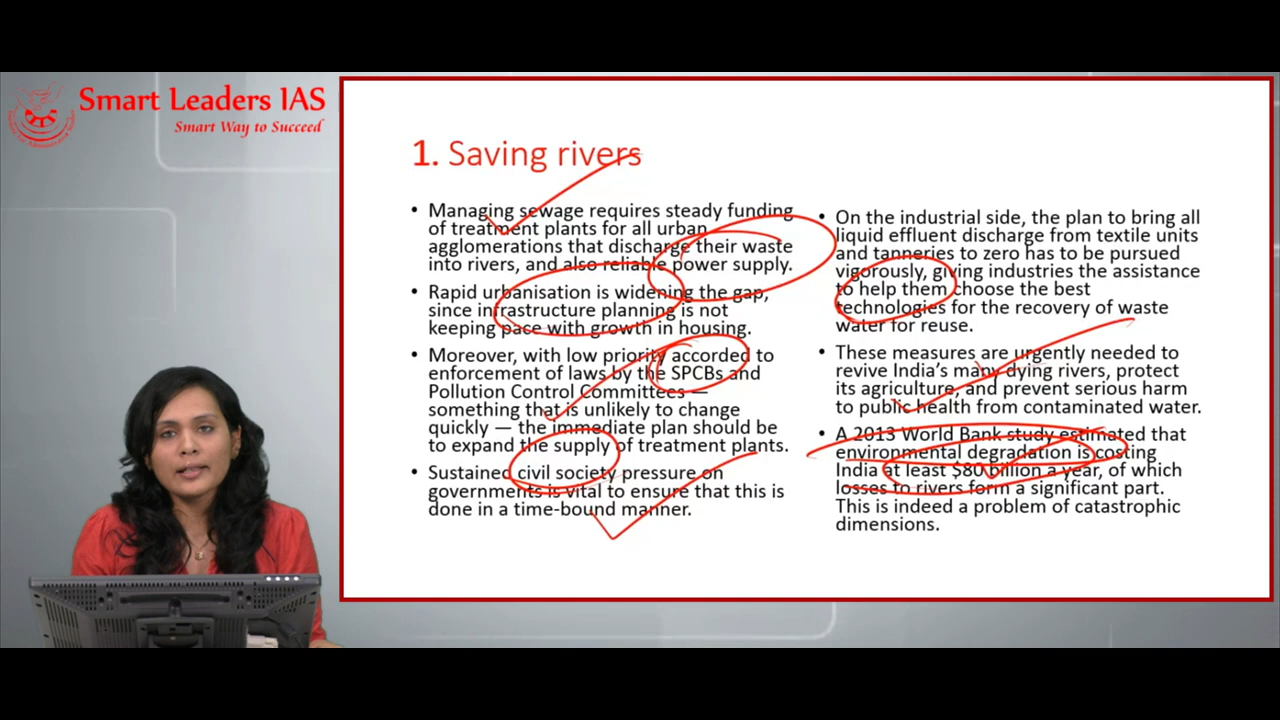 Smart Leaders IAS
Smart Way to Succeed
1. Saving rivers
• Managing sewage requires steady funding
of treatment plants for all urban
agglomerations that discharge their waste
into rivers, and also reliable power supply.
• Rapid urbanisation is widening the gap,
since infrastructure planning is not
keeping pace with growth in housing.
• Moreover, with low priority accorded to
enforcement of laws by the SPCBs and
Pollution Control Committees —
something that is unlikely to change
quickly — the immediate plan should be
to expand the supply of treatment plants.
• Sustained civil society pressure on
governments is vital to ensure that this is
done in a time-bound manner.
• On the industrial side, the plan to bring all
liquid effluent discharge from textile units
and tanneries to zero has to be pursued
vigorously, giving industries the assistance
to help them choose the best
technologies for the recovery of waste
water for reuse.
• These measures are urgently needed to
revive India’s many dying rivers, protect
its agriculture, and prevent serious harm
to public health from contaminated water.
• A 2013 World Bank study estimated that
environmental degradation is costing
India at least $80 billion a year, of which
losses to rivers form a significant part.
This is indeed a problem of catastrophic
dimensions.